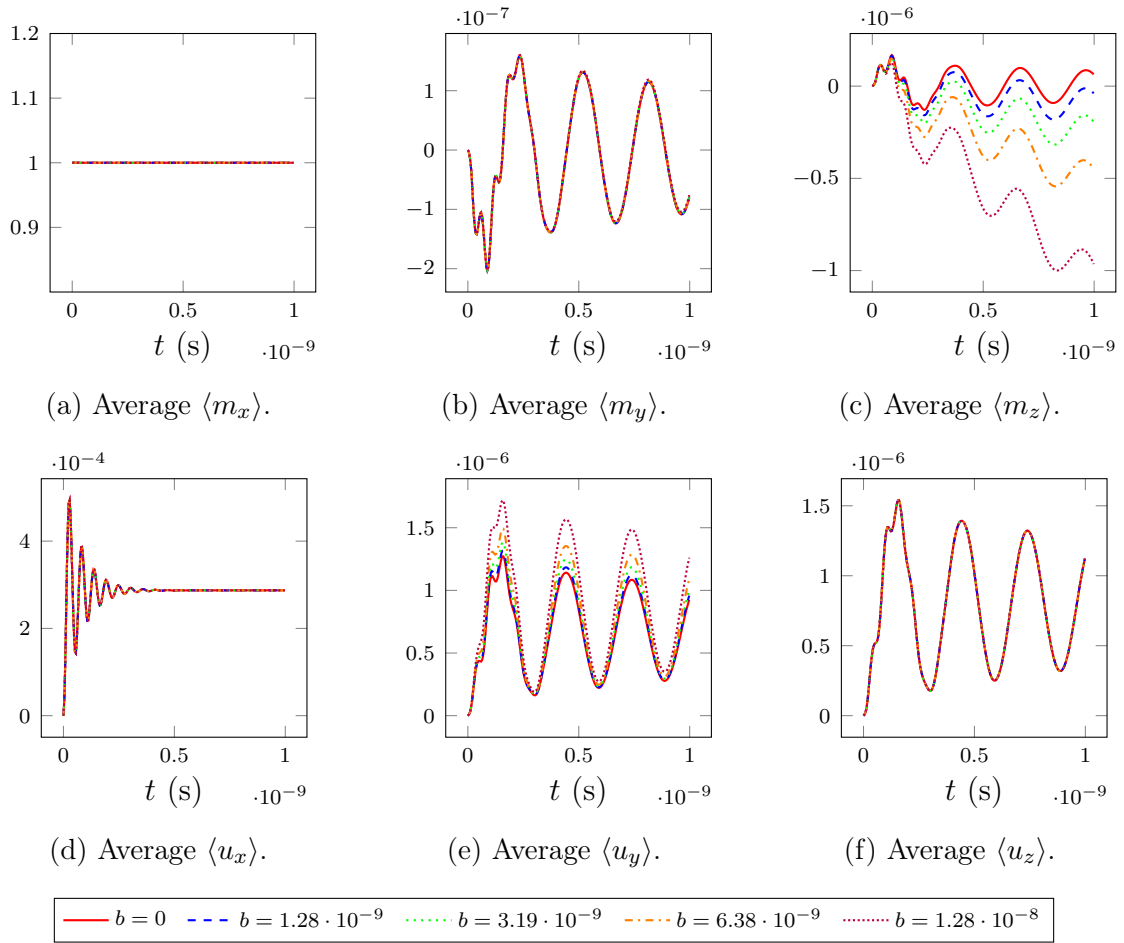 0 0.5 1
0.9
1
1.1
1.2
t (s)
·10−9
(a) Average ⟨mx⟩.
·10−7
0 0.5 1
−2
−1
0
1
t (s)
·10−9
(b) Average ⟨my⟩.
·10−6
0 0.5 1
−1
−0.5
0
t (s)
·10−9
(c) Average ⟨mz⟩.
·10−4
0 0.5 1
0
2
4
t (s)
·10−9
(d) Average ⟨ux⟩.
·10−6
0 0.5 1
0
0.5
1
1.5
t (s)
·10−9
(e) Average ⟨uy⟩.
·10−6
0 0.5 1
0
0.5
1
1.5
t (s)
·10−9
(f) Average ⟨uz⟩.
b = 0 b = 1.28 · 10−9 b = 3.19 · 10−9 b = 6.38 · 10−9 b = 1.28 · 10−8